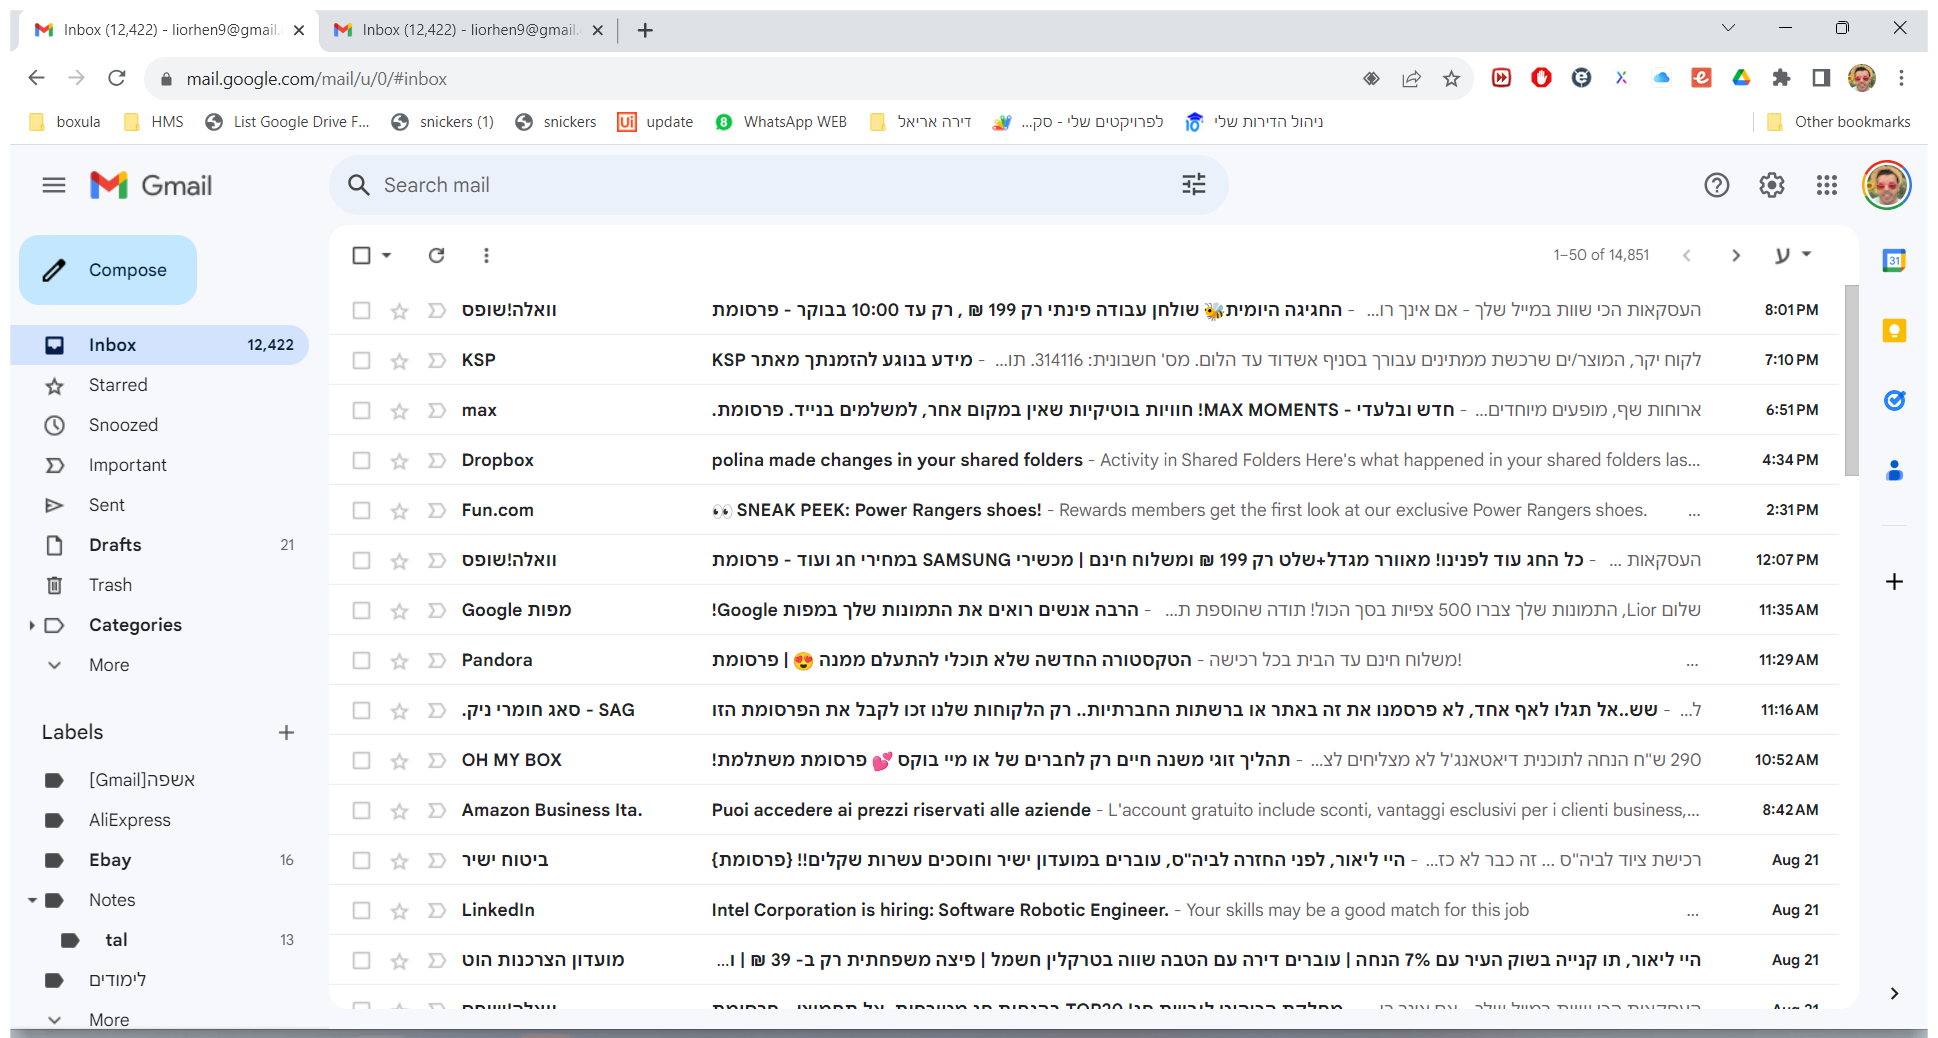 Inbox (12,422) - liorhen9@gmail. Inbox (12,422) - liorhen9@gmail.
mail.google.com/mail/u/0/#inbox
boxula HMS List Google Drive F... snickers (1) snickers update WhatsApp WEB דירה אריאל לפרויקטים שלי - סק... ניהול הדירות שלי Other bookmarks
Gmail Search mail
Compose
1–50 of 14,851 ע
Inbox 12,422
Starred
Snoozed
Important
Sent
Drafts 21
Trash
Categories
More
Labels
[Gmail]אשפה
AliExpress
Ebay 16
Notes
tal 13
לימודים
More
וואלה!שופס החגיגה היומית🐝 שולחן עבודה פינתי רק 199 ₪ , רק עד 10:00 בבוקר - פרסומת - העסקאות הכי שוות במייל שלך - אם אינך רו... 8:01 PM
KSP מידע בנוגע להזמנתך מאתר KSP - לקוח יקר, המוצר/ים שרכשת ממתינים עבורך בסניף אשדוד עד הלום. מס' חשבונית: 314116. תו... 7:10 PM
max חדש ובלעדי - MAX MOMENTS! חוויות בוטיקיות שאין במקום אחר, למשלמים בנייד. פרסומת. - ארוחות שף, מופעים מיוחדים... 6:51 PM
Dropbox polina made changes in your shared folders - Activity in Shared Folders Here's what happened in your shared folders las... 4:34 PM
Fun.com 👀 SNEAK PEEK: Power Rangers shoes! - Rewards members get the first look at our exclusive Power Rangers shoes. ... 2:31 PM
וואלה!שופס כל החג עוד לפנינו! מאוורר מגדל+שלט רק 199 ₪ ומשלוח חינם | מכשירי SAMSUNG במחירי חג ועוד - פרסומת - העסקאות ... 12:07 PM
מפות Google הרבה אנשים רואים את התמונות שלך במפות Google! - שלום Lior, התמונות שלך צברו 500 צפיות בסך הכול! תודה שהוספת ת... 11:35 AM
Pandora הטקסטורה החדשה שלא תוכלי להתעלם ממנה 😍 | פרסומת - משלוח חינם עד הבית בכל רכישה! ... 11:29 AM
SAG - סאג חומרי ניק. שש..אל תגלו לאף אחד, לא פרסמנו את זה באתר או ברשתות החברתיות.. רק הלקוחות שלנו זכו לקבל את הפרסומת הזו - ל... 11:16 AM
OH MY BOX תהליך זוגי משנה חיים רק לחברים של או מיי בוקס 💕 פרסומת משתלמת! - 290 ש"ח הנחה לתוכנית דיאטאנג'ל לא מצליחים לצ... 10:52 AM
Amazon Business Ita. Puoi accedere ai prezzi riservati alle aziende - L'account gratuito include sconti, vantaggi esclusivi per i clienti business,... 8:42 AM
ביטוח ישיר היי ליאור, לפני החזרה לביה"ס, עוברים במועדון ישיר וחוסכים עשרות שקלים!! {פרסומת} - רכישת ציוד לביה"ס ... זה כבר לא כז... Aug 21
LinkedIn Intel Corporation is hiring: Software Robotic Engineer. - Your skills may be a good match for this job ... Aug 21
מועדון הצרכנות הוט היי ליאור, תו קנייה בשוק העיר עם 7% הנחה | עוברים דירה עם הטבה שווה בטרקלין חשמל | פיצה משפחתית רק ב- 39 ₪ | ו... Aug 21